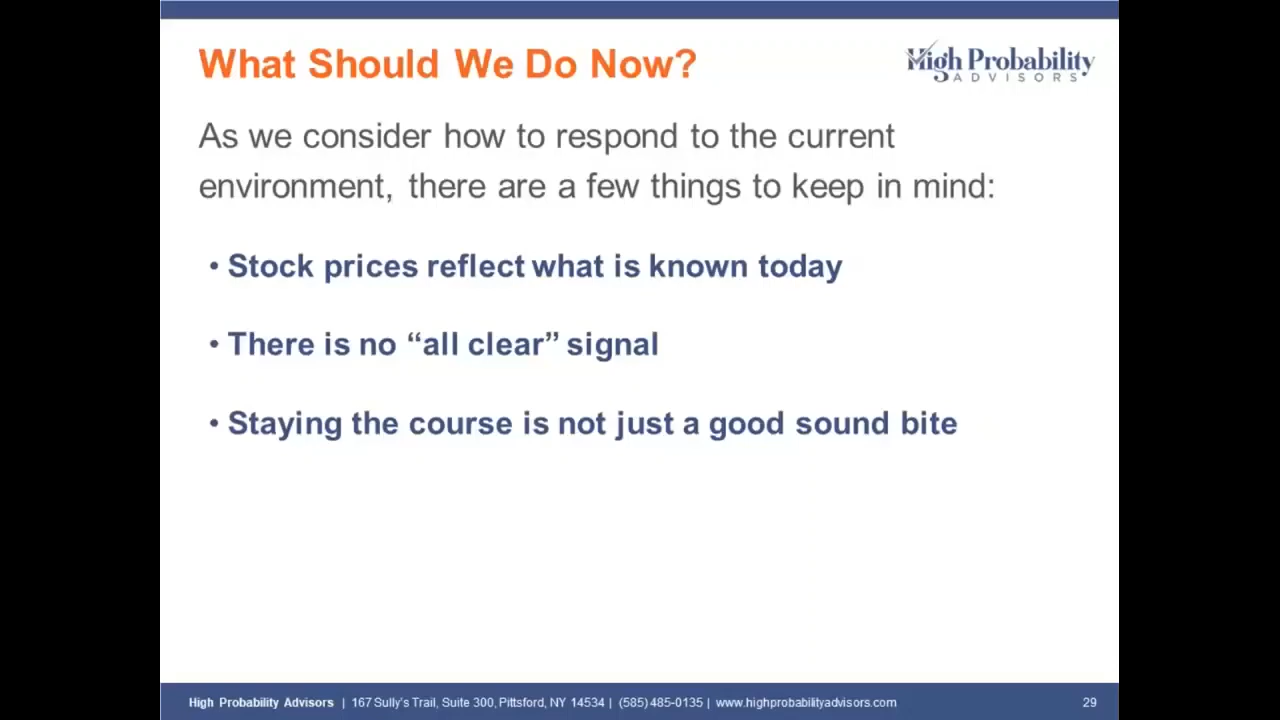 What Should We Do Now?
High Probability
ADVISORS
As we consider how to respond to the current
environment, there are a few things to keep in mind:
• Stock prices reflect what is known today
• There is no “all clear” signal
• Staying the course is not just a good sound bite
High Probability Advisors | 167 Sully's Trail, Suite 300, Pittsford, NY 14534 | (585) 485-0135 | www.highprobabilityadvisors.com 29